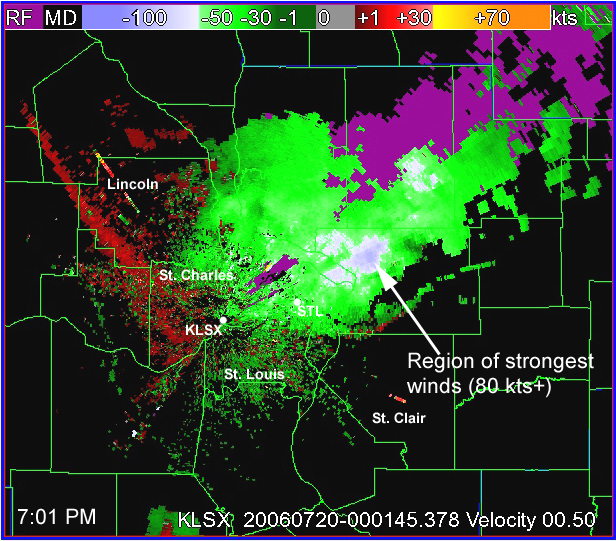 RF MD -100 -50 -30 -1 0 +1 +30 +70 kts
Lincoln
St. Charles
STL
KLSX
Region of strongest
winds (80 kts+)
St. Louis
St. Clair
7:01 PM
KLSX 20060720-000145.378 Velocity 00.50